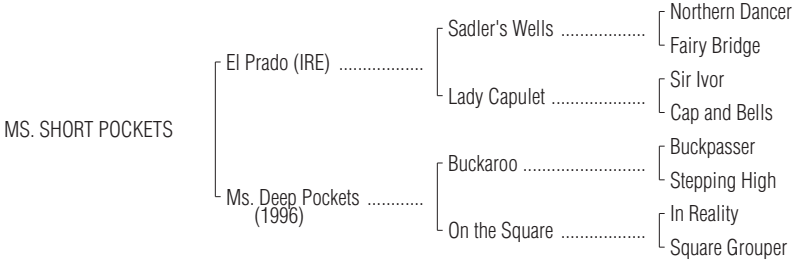 Northern Dancer
Sadler's Wells ..................
Fairy Bridge
El Prado (IRE) ..................
Sir Ivor
Lady Capulet ....................
Cap and Bells
MS. SHORT POCKETS
Buckpasser
Buckaroo ..........................
Stepping High
Ms. Deep Pockets ............
(1996)
In Reality
On the Square ..................
Square Grouper